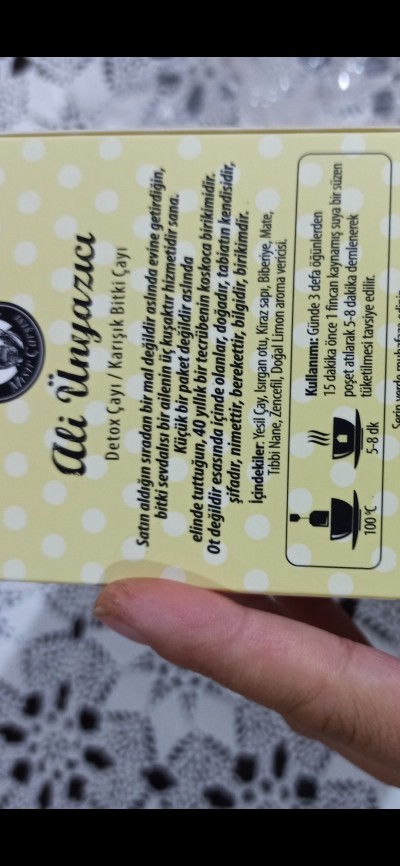 Ali Ünyazıcı
Detox Çayı / Karışık Bitki Çayı
Satın aldığın sıradan bir mal değildir aslında evine getirdiğin,
bitki sevdalısı bir ailenin üç kuşaktır hizmetidir sana.
Küçük bir paket değildir aslında
elinde tuttuğun, 40 yıllık bir tecrübenin koskoca birikimidir.
Ot değildir esasında içinde olanlar, doğadır, tabiatın kendisidir,
şifadır, nimettir, berekettir, bilgidir, birikimdir.
İçindekiler: Yeşil Çay, Isırgan otu, Kiraz sapı, Biberiye, Mate,
Tıbbi Nane, Zencefil, Doğal Limon aroma vericisi.
Kullanımı: Günde 3 defa öğünlerden
15 dakika önce 1 fincan kaynamış suya bir süzen
poşet atılarak 5-8 dakika demlenerek
tüketilmesi tavsiye edilir.
100 °C
5-8 dk